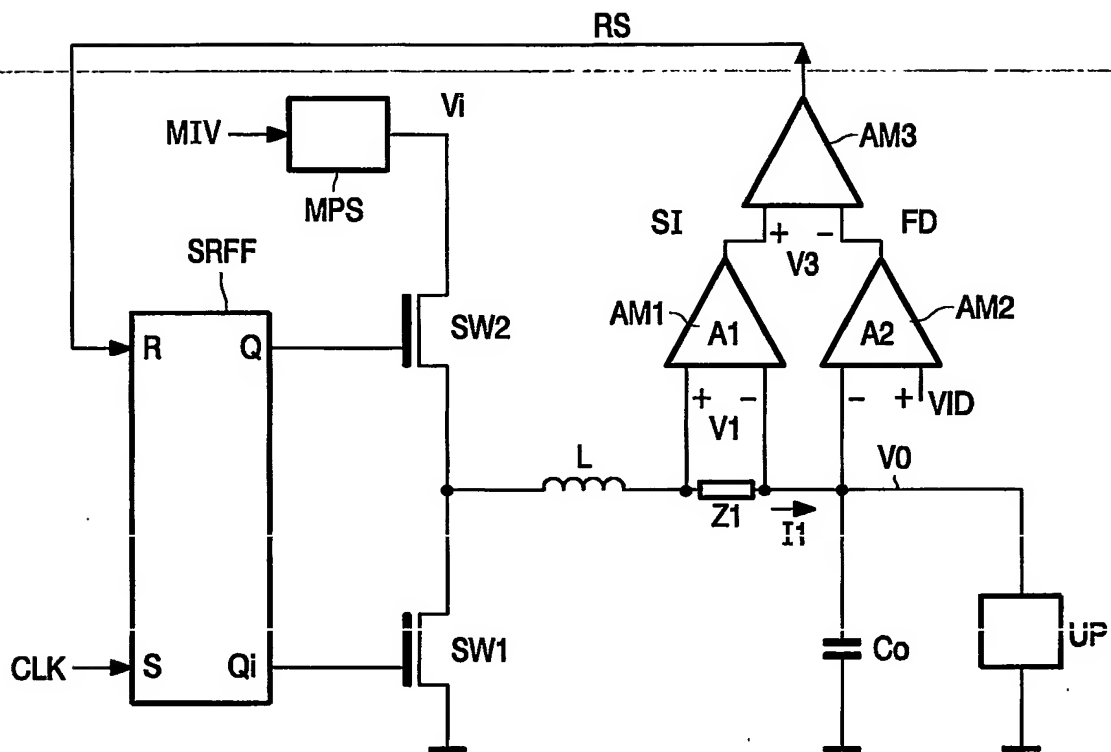 RS
Vi
MIV
MPS
AM3
SI
+
-
FD
V3
SRFF
AM1
A1
A2
AM2
R
Q
SW2
+
-
-
+
VID
V1
L
V0
Z1
I1
CLK
S
Qi
SW1
Co
UP